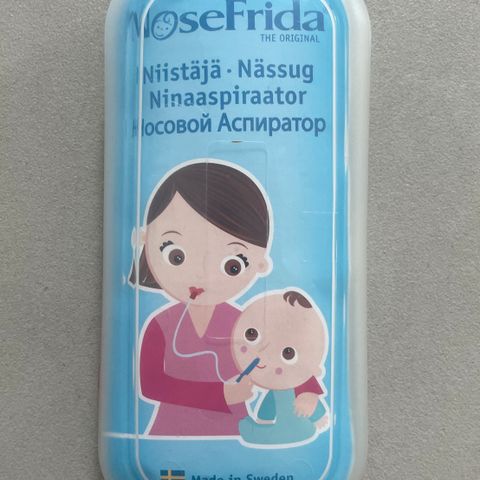 NoseFrida
THE ORIGINAL
Niistäjä · Nässug
Ninaaspiraator
Носовой Аспиратор
Made in Sweden